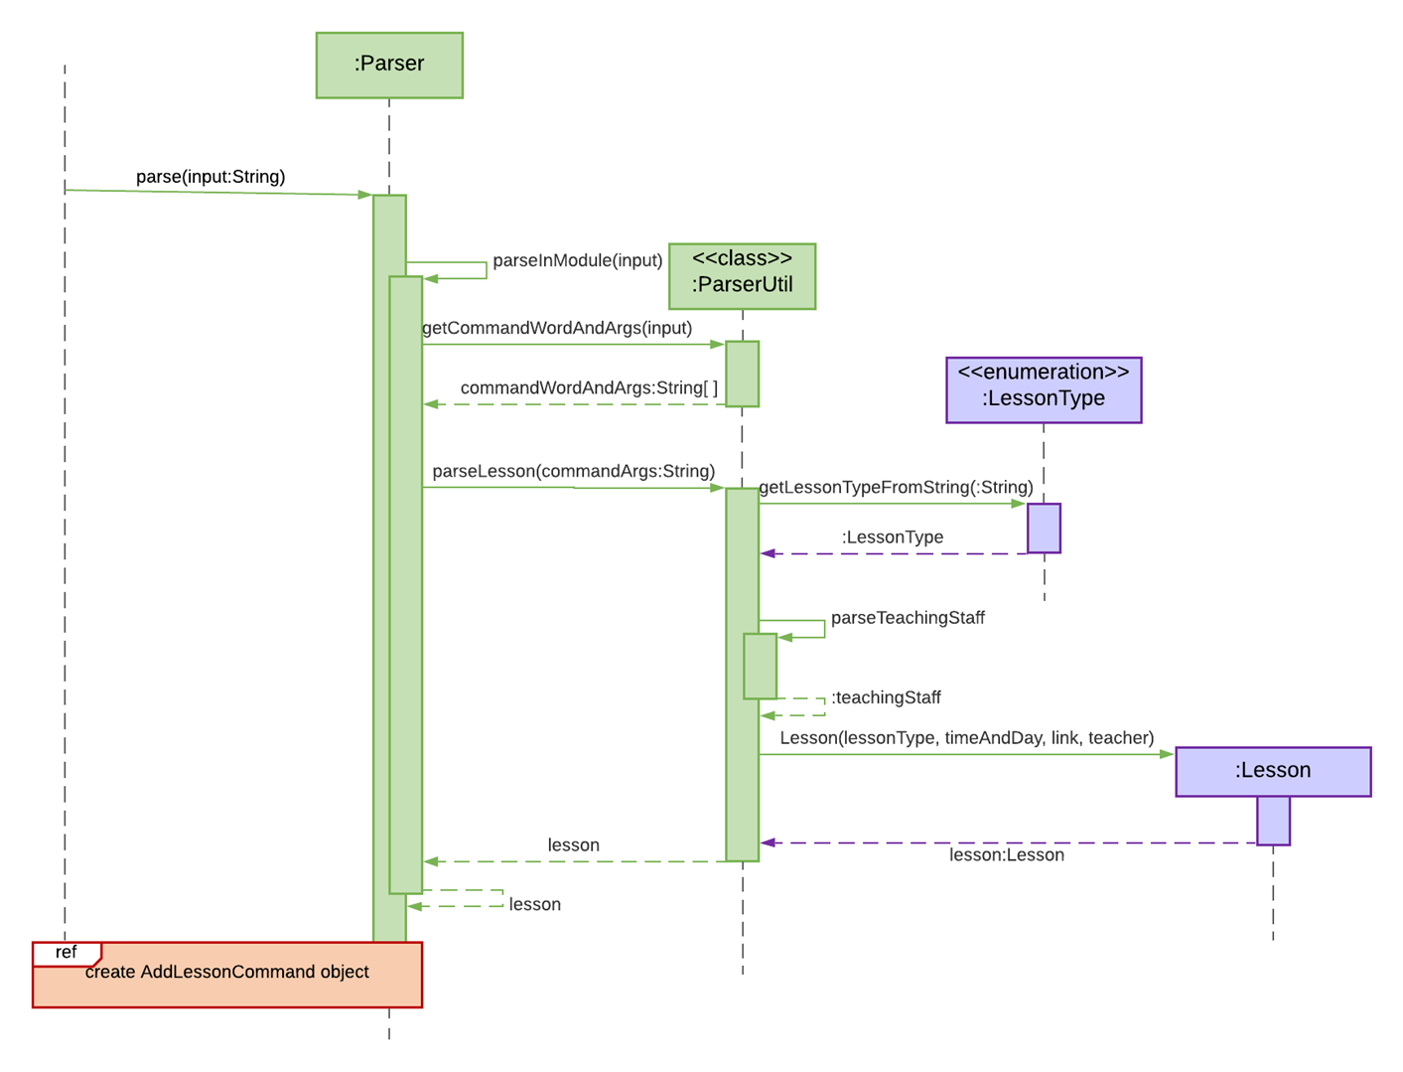 :Parser
parse(input:String)
parseInModule(input)
<<class>>
:ParserUtil
getCommandWordAndArgs(input)
<<enumeration>>
:LessonType
commandWordAndArgs:String[ ]
parseLesson(commandArgs:String)
getLessonTypeFromString(:String)
:LessonType
parseTeachingStaff
:teachingStaff
Lesson(lessonType, timeAndDay, link, teacher)
:Lesson
lesson
lesson:Lesson
lesson
ref
create AddLessonCommand object